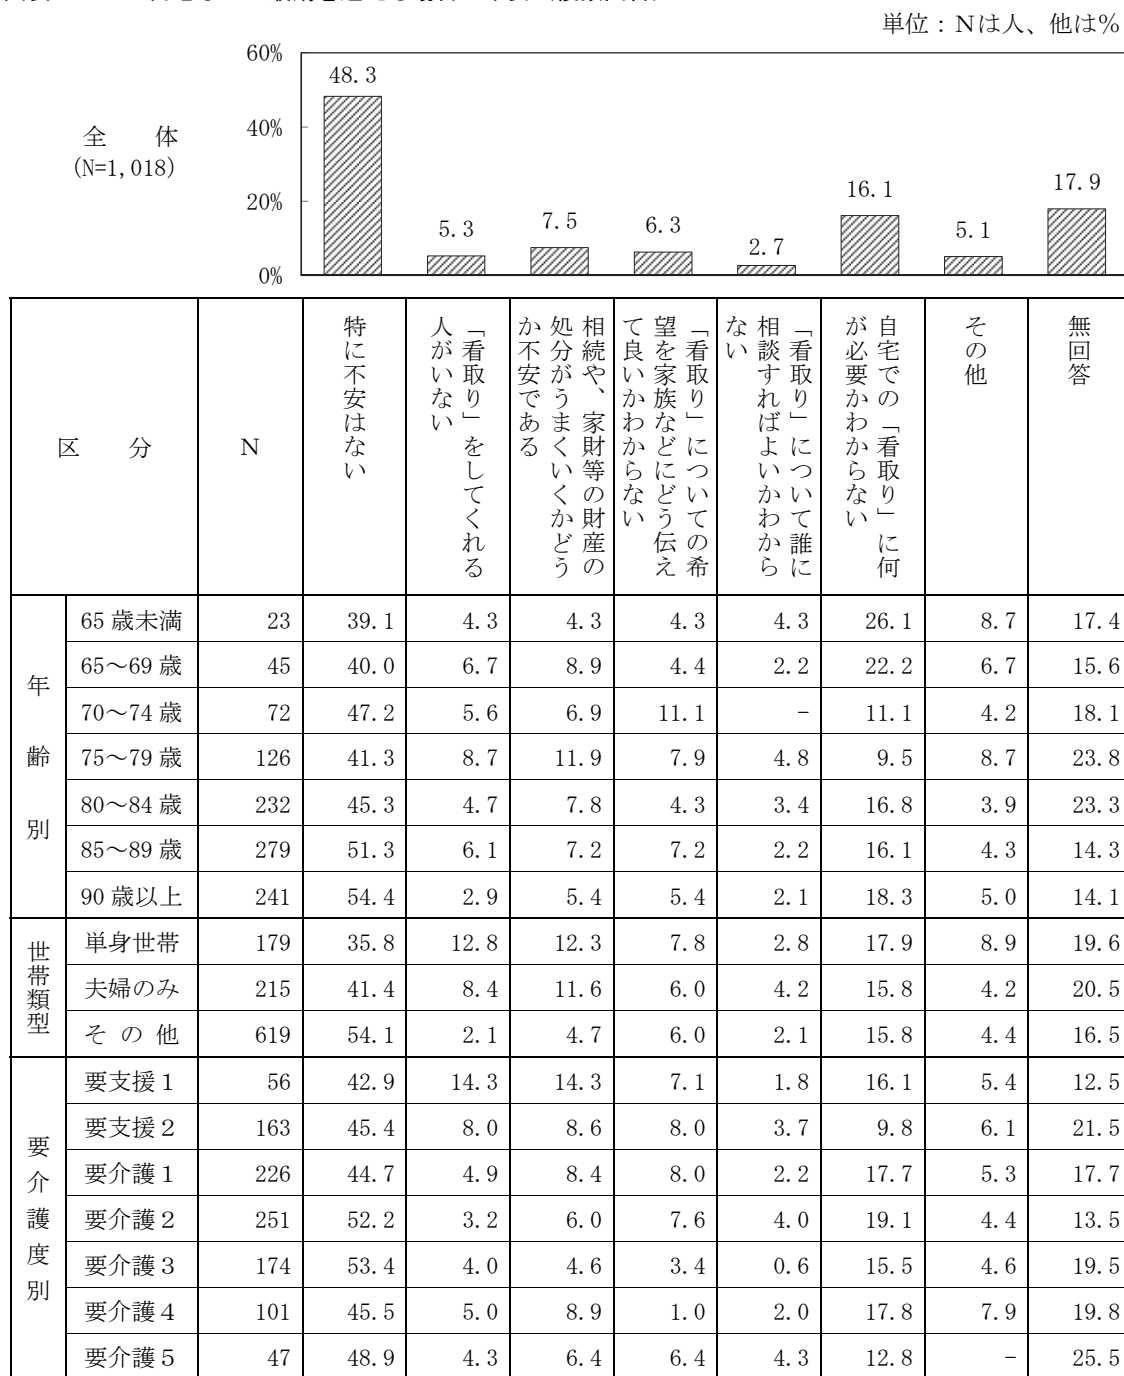 単位：Nは人、他は％
60%
40%
20%
0%
全 体
(N=1,018)
48.3
5.3
7.5
6.3
2.7
16.1
5.1
17.9
区 分
N
特に不安はない
「看取り」をしてくれる
人がいない
相続や、家財等の財産の
処分がうまくいくかどう
か不安である
「看取り」についての希
望を家族などにどう伝え
て良いかわからない
「看取り」について誰に
相談すればよいかわから
ない
自宅での「看取り」に何
が必要かわからない
その他
無回答
年齢別
65歳未満 23 39.1 4.3 4.3 4.3 4.3 26.1 8.7 17.4
65～69歳 45 40.0 6.7 8.9 4.4 2.2 22.2 6.7 15.6
70～74歳 72 47.2 5.6 6.9 11.1 - 11.1 4.2 18.1
75～79歳 126 41.3 8.7 11.9 7.9 4.8 9.5 8.7 23.8
80～84歳 232 45.3 4.7 7.8 4.3 3.4 16.8 3.9 23.3
85～89歳 279 51.3 6.1 7.2 7.2 2.2 16.1 4.3 14.3
90歳以上 241 54.4 2.9 5.4 5.4 2.1 18.3 5.0 14.1
世帯類型
単身世帯 179 35.8 12.8 12.3 7.8 2.8 17.9 8.9 19.6
夫婦のみ 215 41.4 8.4 11.6 6.0 4.2 15.8 4.2 20.5
その他 619 54.1 2.1 4.7 6.0 2.1 15.8 4.4 16.5
要介護度別
要支援１ 56 42.9 14.3 14.3 7.1 1.8 16.1 5.4 12.5
要支援２ 163 45.4 8.0 8.6 8.0 3.7 9.8 6.1 21.5
要介護１ 226 44.7 4.9 8.4 8.0 2.2 17.7 5.3 17.7
要介護２ 251 52.2 3.2 6.0 7.6 4.0 19.1 4.4 13.5
要介護３ 174 53.4 4.0 4.6 3.4 0.6 15.5 4.6 19.5
要介護４ 101 45.5 5.0 8.9 1.0 2.0 17.8 7.9 19.8
要介護５ 47 48.9 4.3 6.4 6.4 4.3 12.8 - 25.5